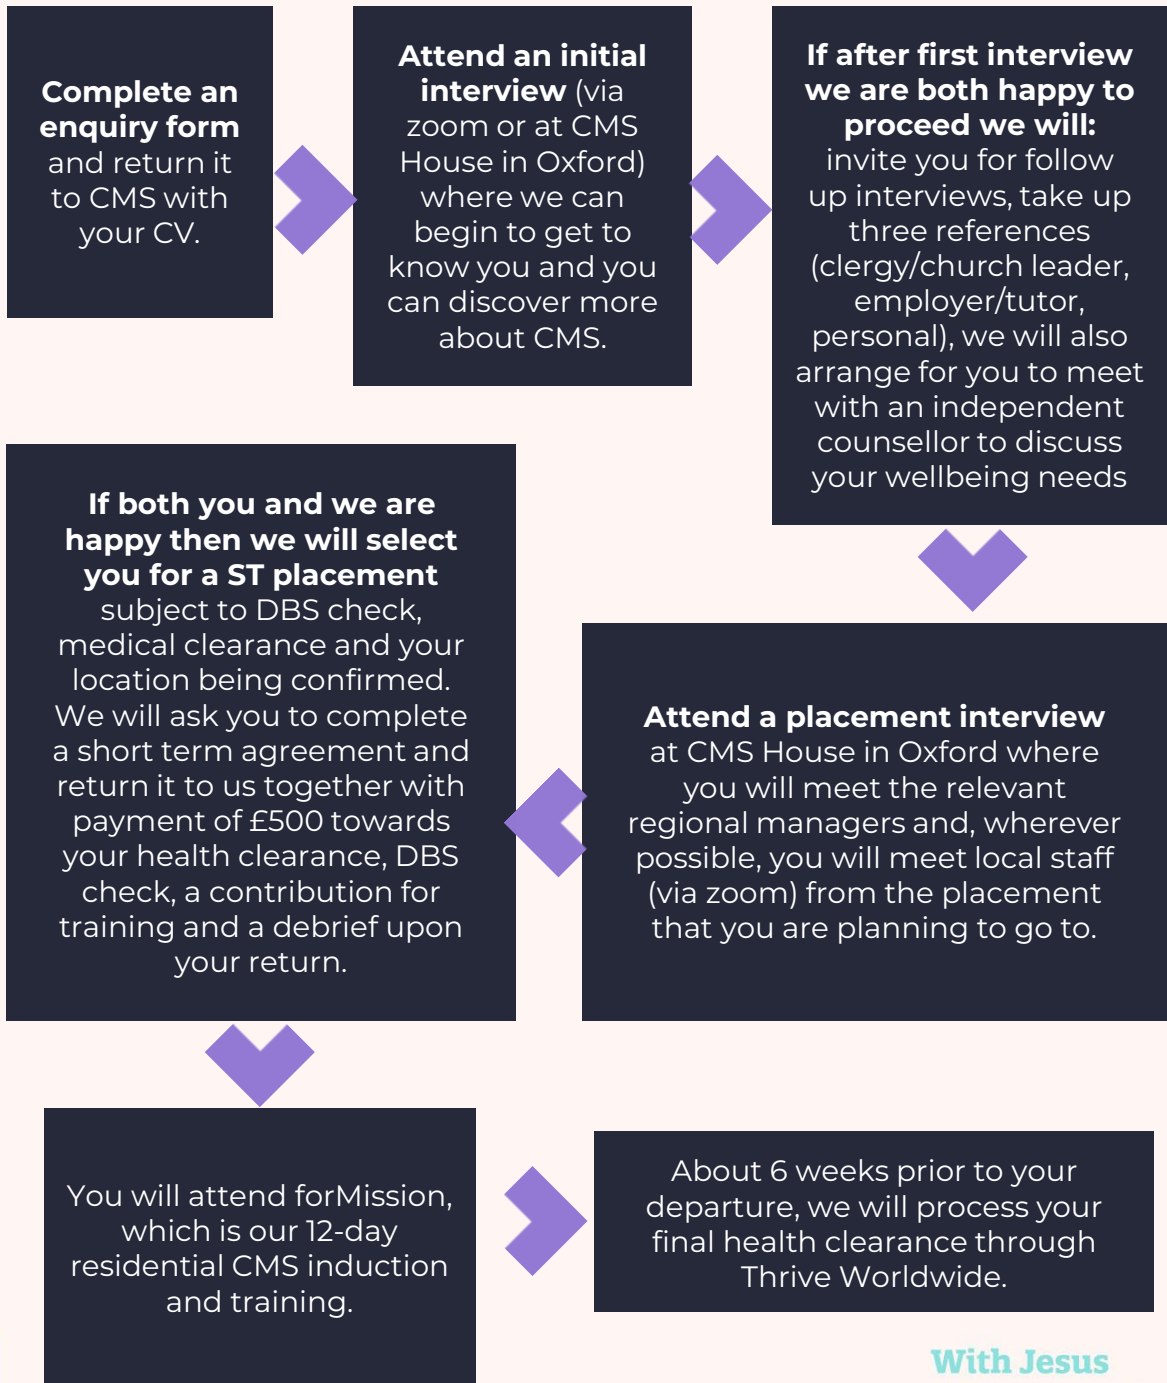 Complete an
enquiry form
and return it
to CMS with
your CV.
Attend an initial
interview (via
zoom or at CMS
House in Oxford)
where we can
begin to get to
know you and you
can discover more
about CMS.
If after first interview
we are both happy to
proceed we will:
invite you for follow
up interviews, take up
three references
(clergy/church leader,
employer/tutor,
personal), we will also
arrange for you to meet
with an independent
counsellor to discuss
your wellbeing needs
Attend a placement interview
at CMS House in Oxford where
you will meet the relevant
regional managers and, wherever
possible, you will meet local staff
(via zoom) from the placement
that you are planning to go to.
If both you and we are
happy then we will select
you for a ST placement
subject to DBS check,
medical clearance and your
location being confirmed.
We will ask you to complete
a short term agreement and
return it to us together with
payment of £500 towards
your health clearance, DBS
check, a contribution for
training and a debrief upon
your return.
You will attend forMission,
which is our 12-day
residential CMS induction
and training.
About 6 weeks prior to your
departure, we will process your
final health clearance through
Thrive Worldwide.
With Jesus